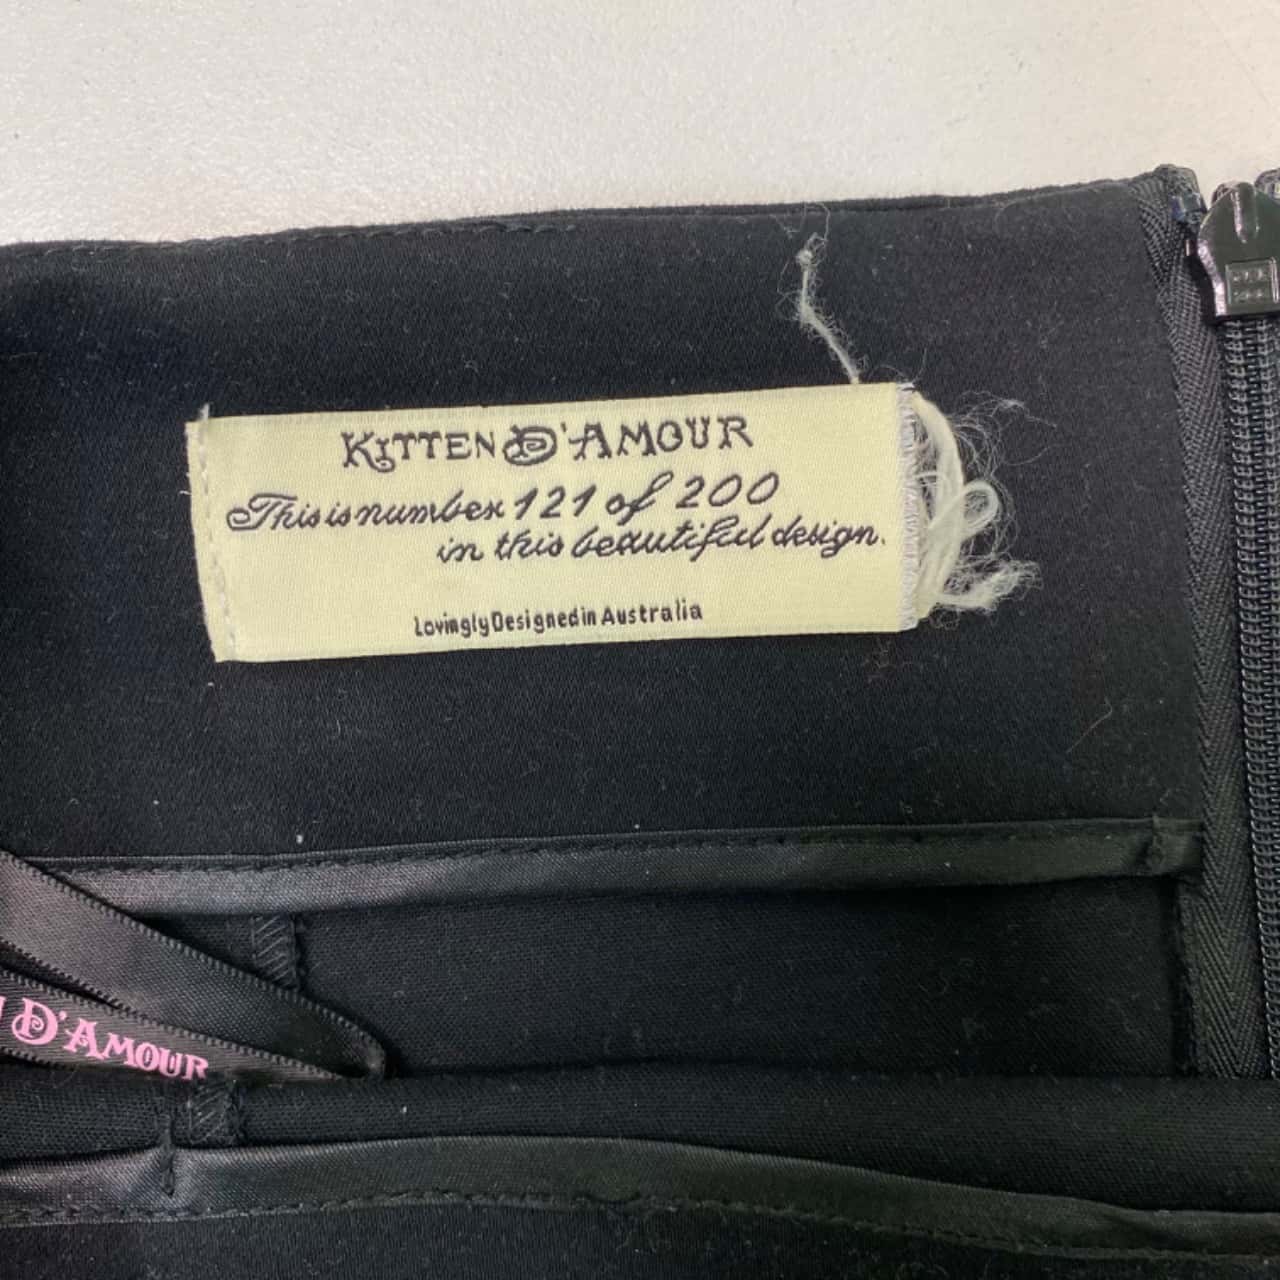 KITTEN D'AMOUR
This is number 121 of 200
in this beautiful design.
Lovingly Designed in Australia
D'AMOUR